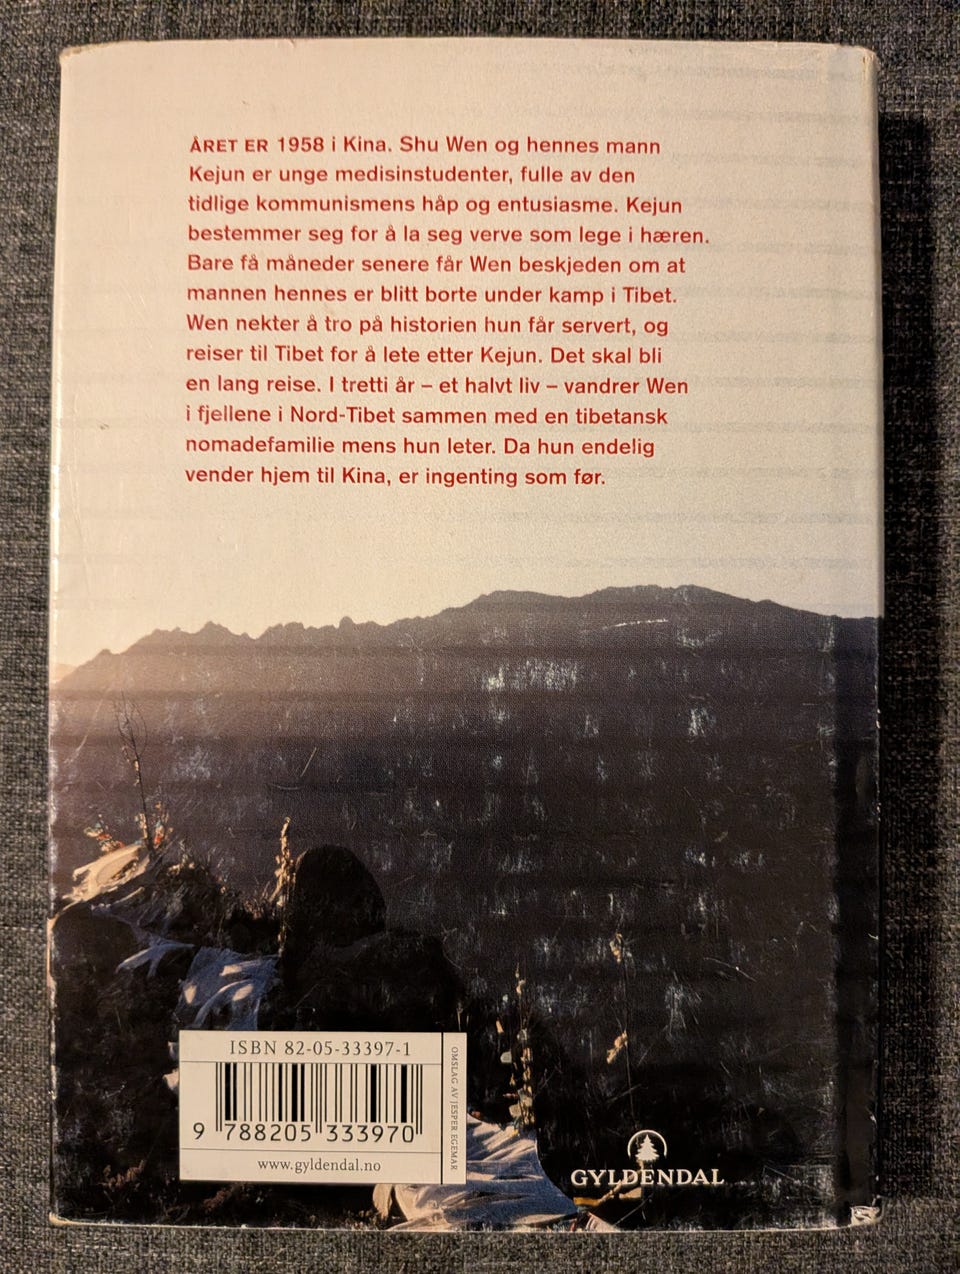 ÅRET ER 1958 i Kina. Shu Wen og hennes mann
Kejun er unge medisinstudenter, fulle av den
tidlige kommunismens håp og entusiasme. Kejun
bestemmer seg for å la seg verve som lege i hæren.
Bare få måneder senere får Wen beskjeden om at
mannen hennes er blitt borte under kamp i Tibet.
Wen nekter å tro på historien hun får servert, og
reiser til Tibet for å lete etter Kejun. Det skal bli
en lang reise. I tretti år – et halvt liv – vandrer Wen
i fjellene i Nord-Tibet sammen med en tibetansk
nomadefamilie mens hun leter. Da hun endelig
vender hjem til Kina, er ingenting som før.
ISBN 82-05-33397-1
9 788205 333970
www.gyldendal.no
OMSLAG AV JESPER EGEMAR
GYLDENDAL